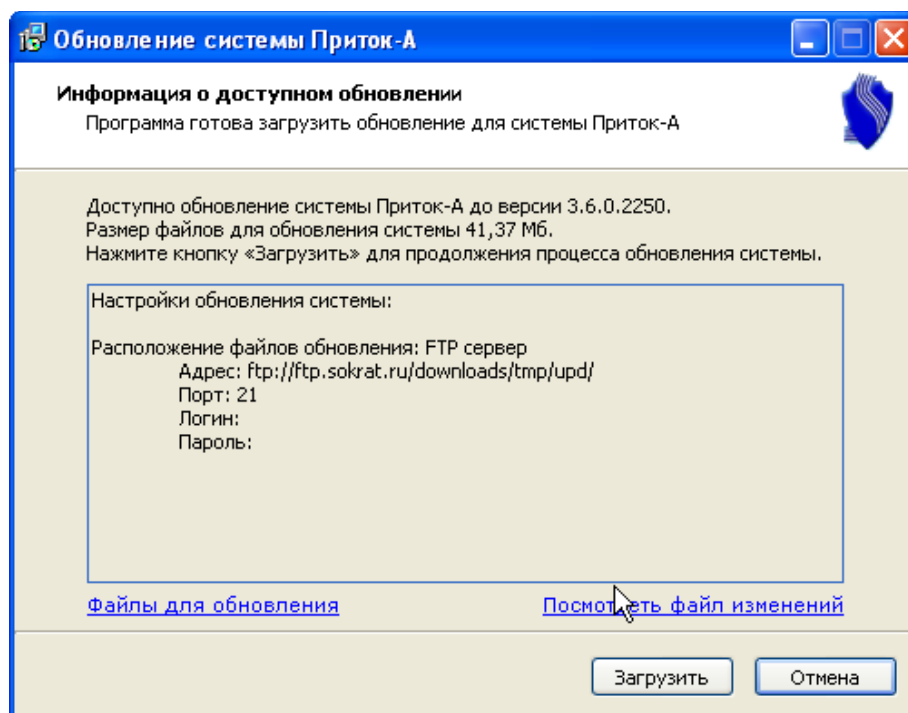 Обновление системы Приток-А
Информация о доступном обновлении
Программа готова загрузить обновление для системы Приток-А
Доступно обновление системы Приток-А до версии 3.6.0.2250.
Размер файлов для обновления системы 41,37 Мб.
Нажмите кнопку «Загрузить» для продолжения процесса обновления системы.
Настройки обновления системы:
Расположение файлов обновления: FTP сервер
Адрес: ftp://ftp.sokrat.ru/downloads/tmp/upd/
Порт: 21
Логин:
Пароль:
Файлы для обновления
Посмотреть файл изменений
Загрузить
Отмена